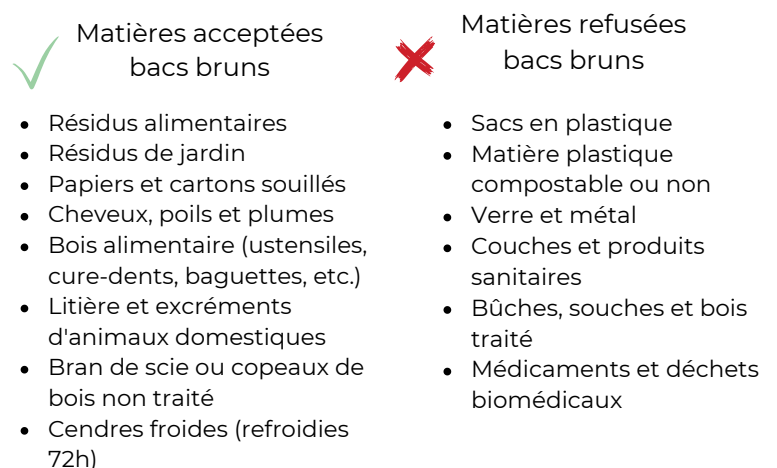 Matières acceptées
bacs bruns
• Résidus alimentaires
• Résidus de jardin
• Papiers et cartons souillés
• Cheveux, poils et plumes
• Bois alimentaire (ustensiles,
cure-dents, baguettes, etc.)
• Litière et excréments
d'animaux domestiques
• Bran de scie ou copeaux de
bois non traité
• Cendres froides (refroidies
72h)
Matières refusées
bacs bruns
• Sacs en plastique
• Matière plastique
compostable ou non
• Verre et métal
• Couches et produits
sanitaires
• Bûches, souches et bois
traité
• Médicaments et déchets
biomédicaux